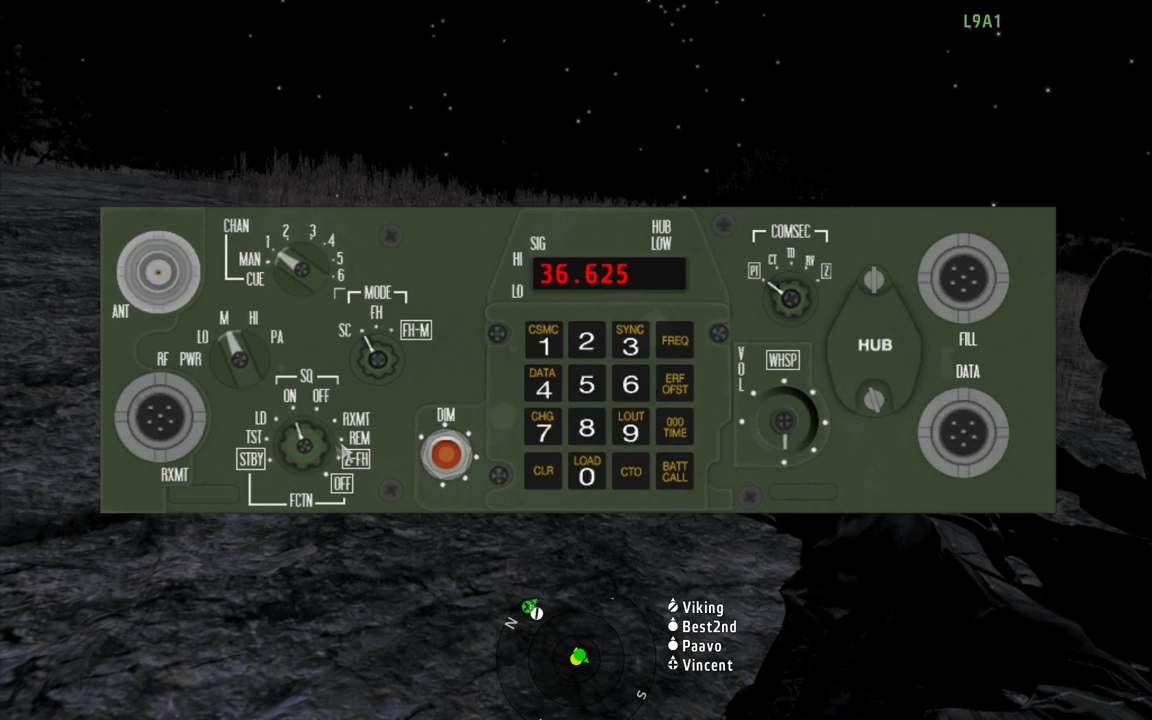 L9A1
CHAN
1 2 3 4 5 6
MAN
CUE
ANT
MODE
SC FH FH-M
LO M HI PA
RF PWR
SQ
ON OFF
LD
TST
STBY
RXMT
REM
Z-FH
OFF
FCTN
RXMT
DIM
SIG
HUB
LOW
HI
LO
36.625
CSMC 1
2
SYNC 3
FREQ
DATA 4
5
6
ERF OFST
CHG 7
8
LOUT 9
000 TIME
CLR
LOAD 0
CTO
BATT CALL
COMSEC
PT CT TD RV Z
VOL
WHSP
HUB
FILL
DATA
N
S
Viking
Best2nd
Paavo
Vincent